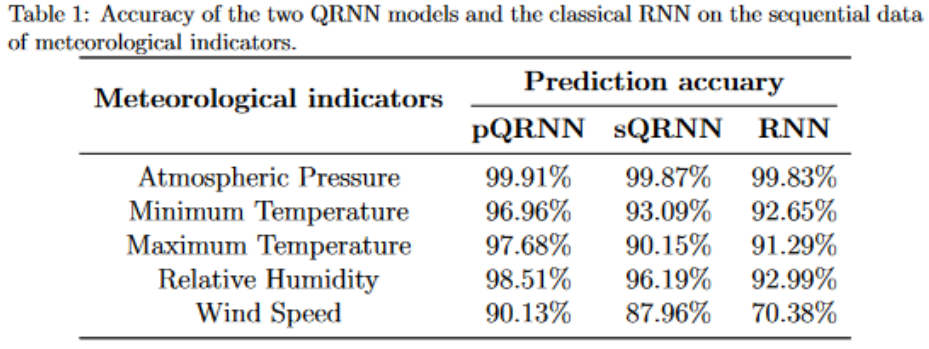 Table 1: Accuracy of the two QRNN models and the classical RNN on the sequential data
of meteorological indicators.
Meteorological indicators Prediction accuary
pQRNN sQRNN RNN
Atmospheric Pressure 99.91% 99.87% 99.83%
Minimum Temperature 96.96% 93.09% 92.65%
Maximum Temperature 97.68% 90.15% 91.29%
Relative Humidity 98.51% 96.19% 92.99%
Wind Speed 90.13% 87.96% 70.38%